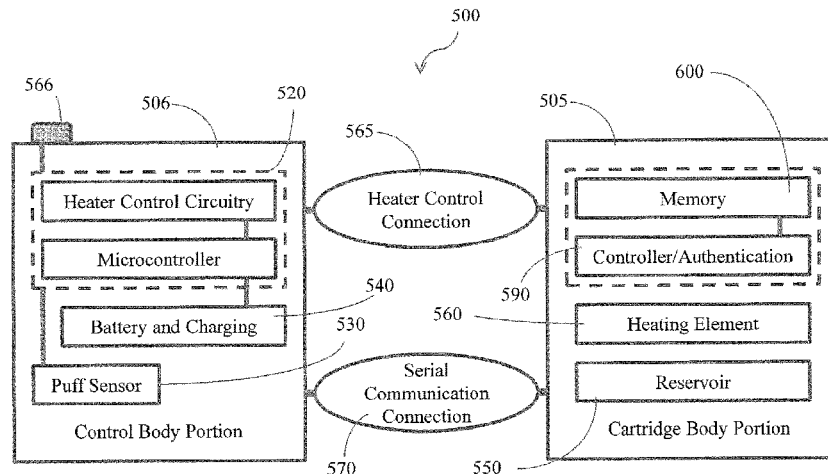 500
566
506
520
565
505
600
Heater Control Circuitry
Microcontroller
Battery and Charging
540
530
Puff Sensor
Control Body Portion
Heater Control
Connection
Serial
Communication
Connection
570
Memory
Controller/Authentication
590
560
Heating Element
Reservoir
Cartridge Body Portion
550